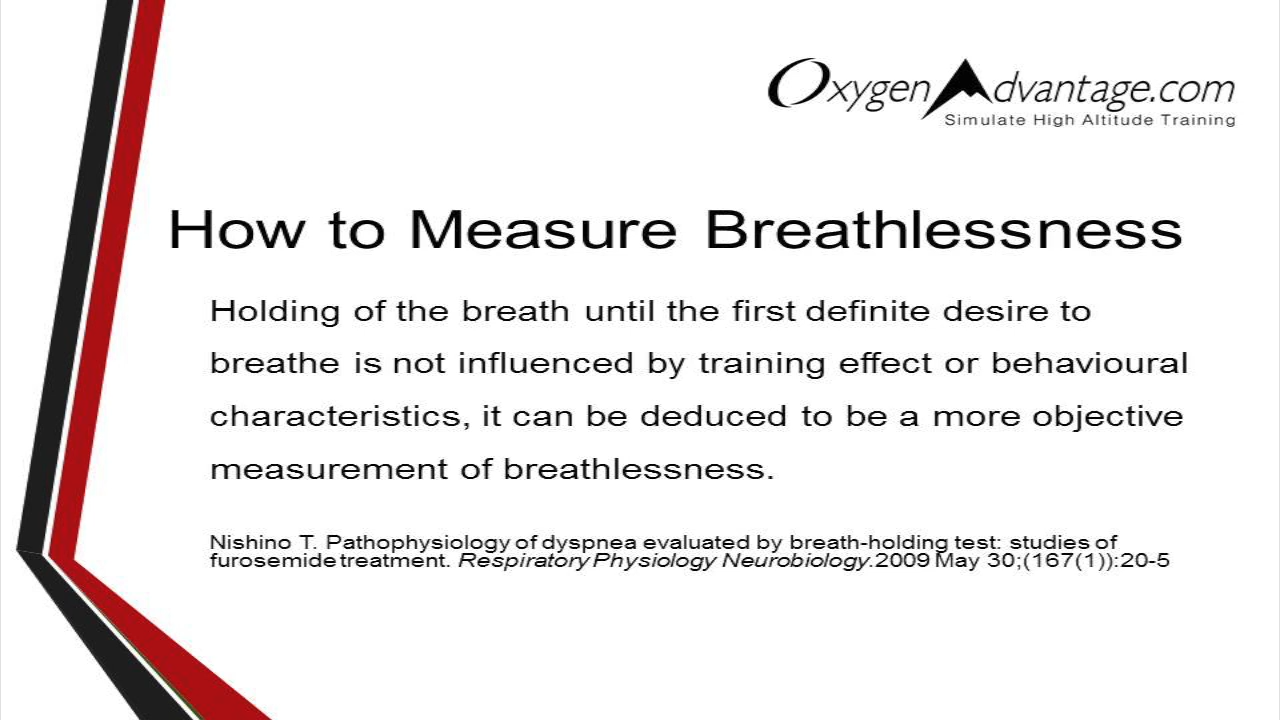 OxygenAdvantage.com
Simulate High Altitude Training
How to Measure Breathlessness
Holding of the breath until the first definite desire to
breathe is not influenced by training effect or behavioural
characteristics, it can be deduced to be a more objective
measurement of breathlessness.
Nishino T. Pathophysiology of dyspnea evaluated by breath-holding test: studies of
furosemide treatment. Respiratory Physiology Neurobiology.2009 May 30;(167(1)):20-5